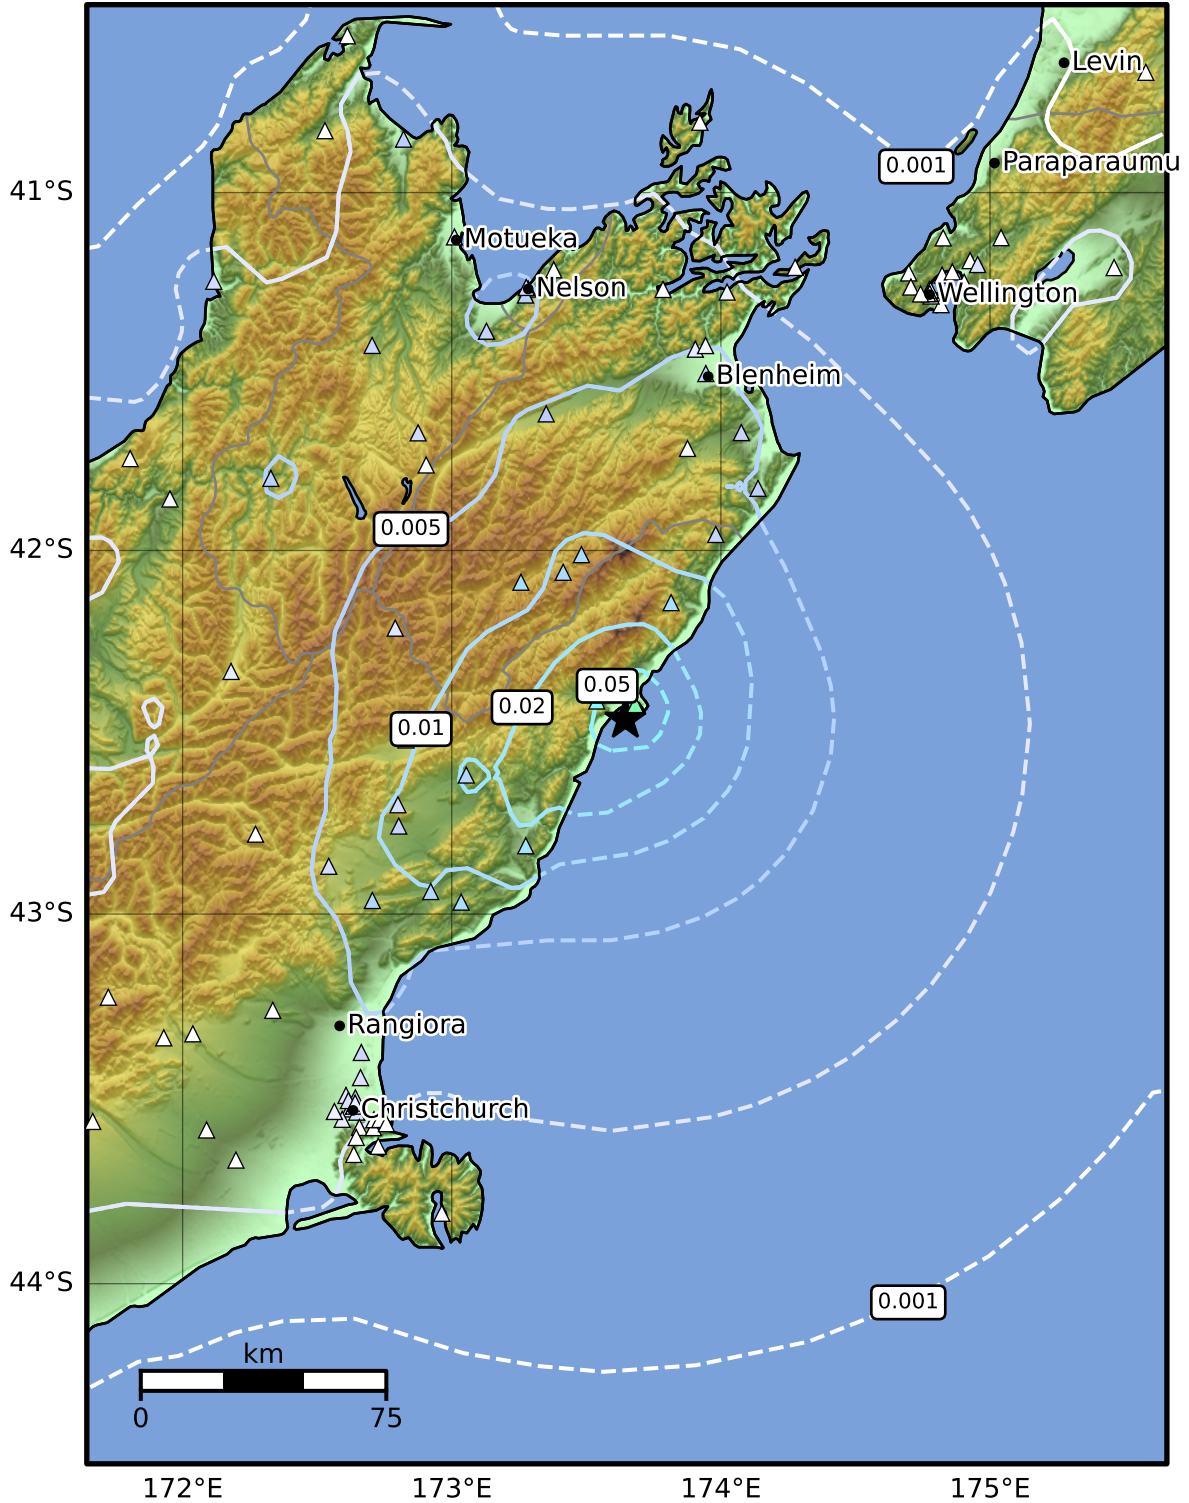 Levin
Paraparaumu
0.001
41°S
Motueka
Nelson
Wellington
Blenheim
0.005
42°S
0.05
0.02
0.01
43°S
Rangiora
Christchurch
44°S
0.001
km
0
75
172°E
173°E
174°E
175°E